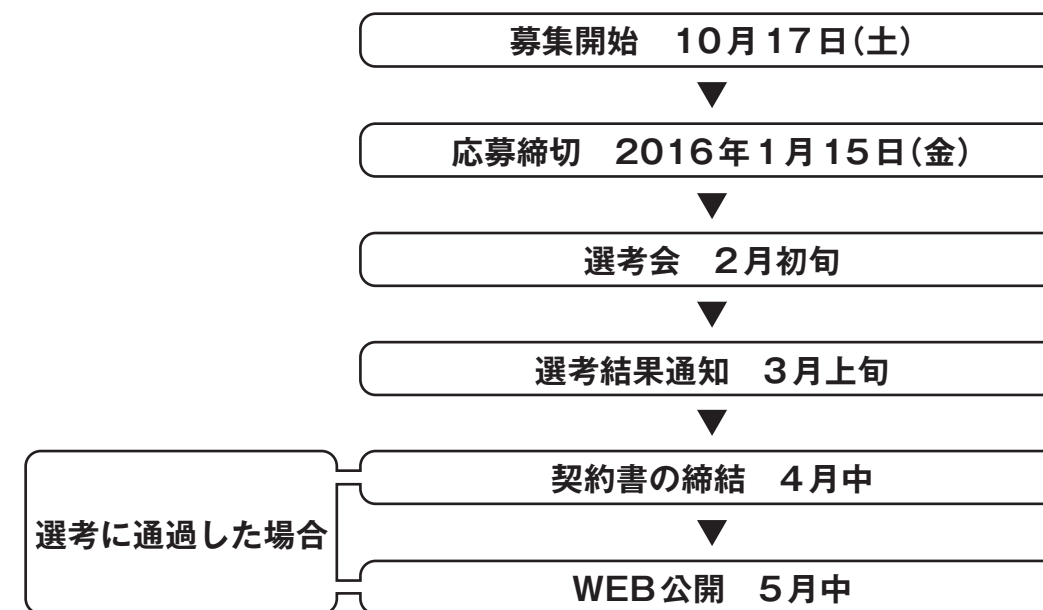 募集開始　10月17日(土)
▼
応募締切　2016年1月15日(金)
▼
選考会　2月初旬
▼
選考結果通知　3月上旬
▼
契約書の締結　4月中
選考に通過した場合
▼
WEB公開　5月中